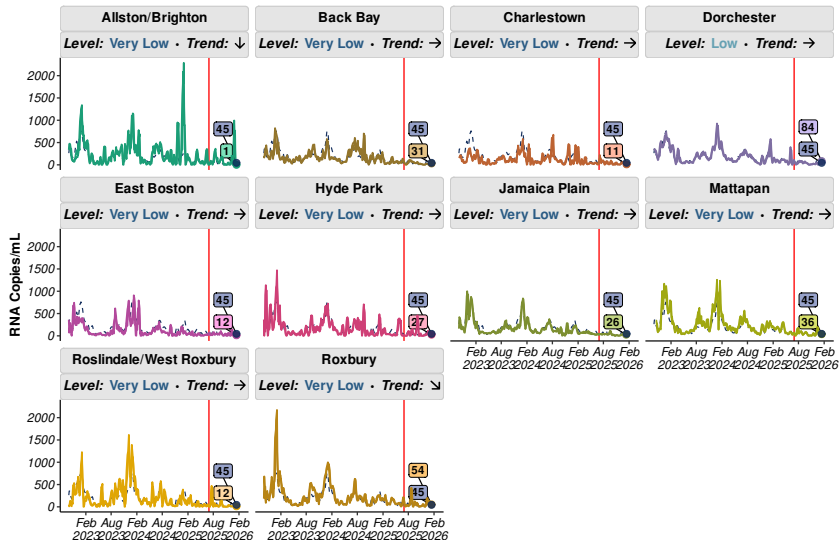 Allston/Brighton Back Bay Charlestown Dorchester
Level: Very Low · Trend: ↓ Level: Very Low · Trend: → Level: Very Low · Trend: → Level: Low · Trend: →
2000
1500
1000
500
0
45 1 45 31 45 11 84 45
East Boston Hyde Park Jamaica Plain Mattapan
Level: Very Low · Trend: → Level: Very Low · Trend: → Level: Very Low · Trend: → Level: Very Low · Trend: →
RNA Copies/mL
2000
1500
1000
500
0
45 12 45 27 45 26 45 36
Feb 2023 Aug 2023 Feb 2024 Aug 2024 Feb 2025 Aug 2025 Feb 2026 Feb 2023 Aug 2023 Feb 2024 Aug 2024 Feb 2025 Aug 2025 Feb 2026
Roslindale/West Roxbury Roxbury
Level: Very Low · Trend: → Level: Very Low · Trend: ↘
2000
1500
1000
500
0
45 12 54 45
Feb 2023 Aug 2023 Feb 2024 Aug 2024 Feb 2025 Aug 2025 Feb 2026 Feb 2023 Aug 2023 Feb 2024 Aug 2024 Feb 2025 Aug 2025 Feb 2026